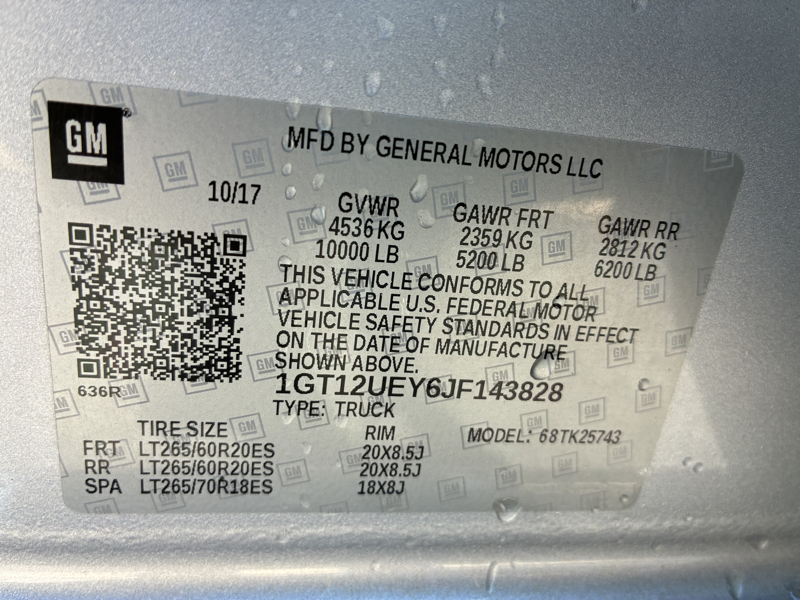 GM
MFD BY GENERAL MOTORS LLC
10/17
GVWR GAWR FRT GAWR RR
4536 KG 2359 KG 2812 KG
10000 LB 5200 LB 6200 LB
THIS VEHICLE CONFORMS TO ALL
APPLICABLE U.S. FEDERAL MOTOR
VEHICLE SAFETY STANDARDS IN EFFECT
ON THE DATE OF MANUFACTURE
SHOWN ABOVE.
636R
1GT12UEY6JF143828
TYPE: TRUCK
TIRE SIZE RIM MODEL: 68TK25743
FRT LT265/60R20ES 20X8.5J
RR LT265/60R20ES 20X8.5J
SPA LT265/70R18ES 18X8J